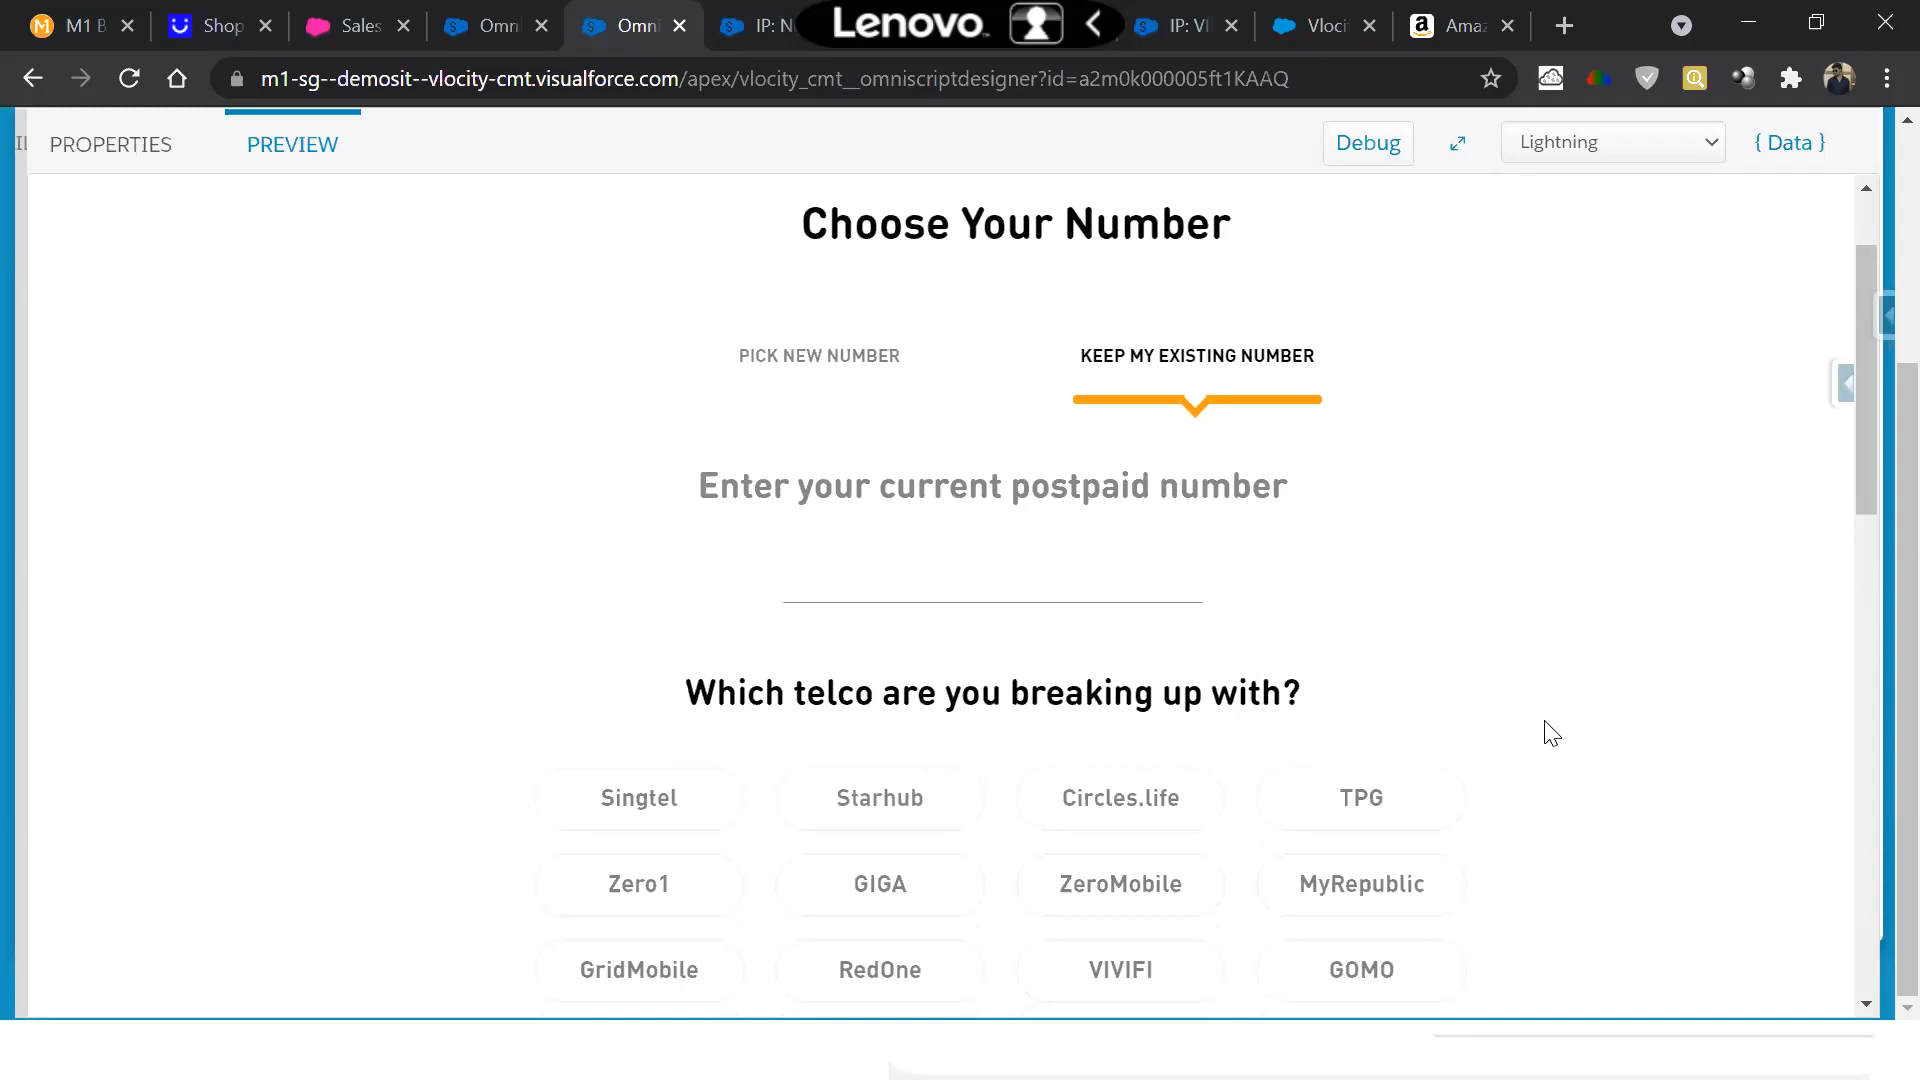 M1 B
Shop
Sales
Omni
Omni
IP: N
Lenovo
IP: VI
Vloci
Amaz
m1-sg--demosit--vlocity-cmt.visualforce.com/apex/vlocity_cmt__omniscriptdesigner?id=a2m0k000005ft1KAAQ
PROPERTIES
PREVIEW
Debug
Lightning
{ Data }
Choose Your Number
PICK NEW NUMBER
KEEP MY EXISTING NUMBER
Enter your current postpaid number
Which telco are you breaking up with?
Singtel
Starhub
Circles.life
TPG
Zero1
GIGA
ZeroMobile
MyRepublic
GridMobile
RedOne
VIVIFI
GOMO